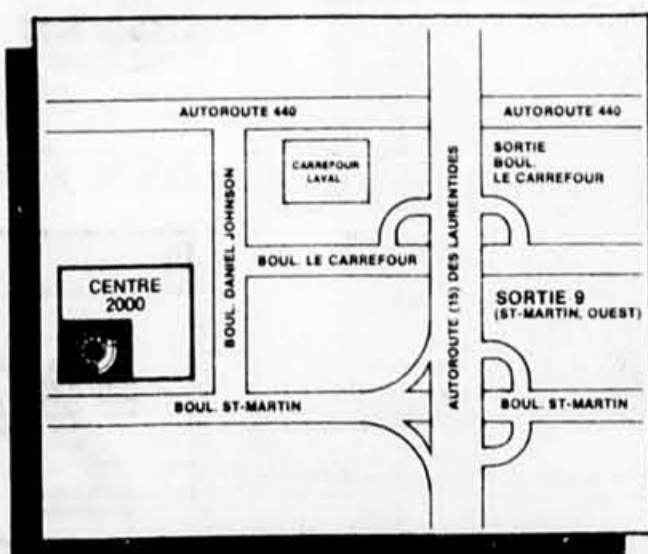 AUTOROUTE 440
AUTOROUTE 440
CARREFOUR
LAVAL
SORTIE
BOUL.
LE CARREFOUR
BOUL. DANIEL JOHNSON
AUTOROUTE (15) DES LAURENTIDES
BOUL. LE CARREFOUR
CENTRE
2000
SORTIE 9
(ST-MARTIN, OUEST)
BOUL. ST-MARTIN
BOUL. ST-MARTIN